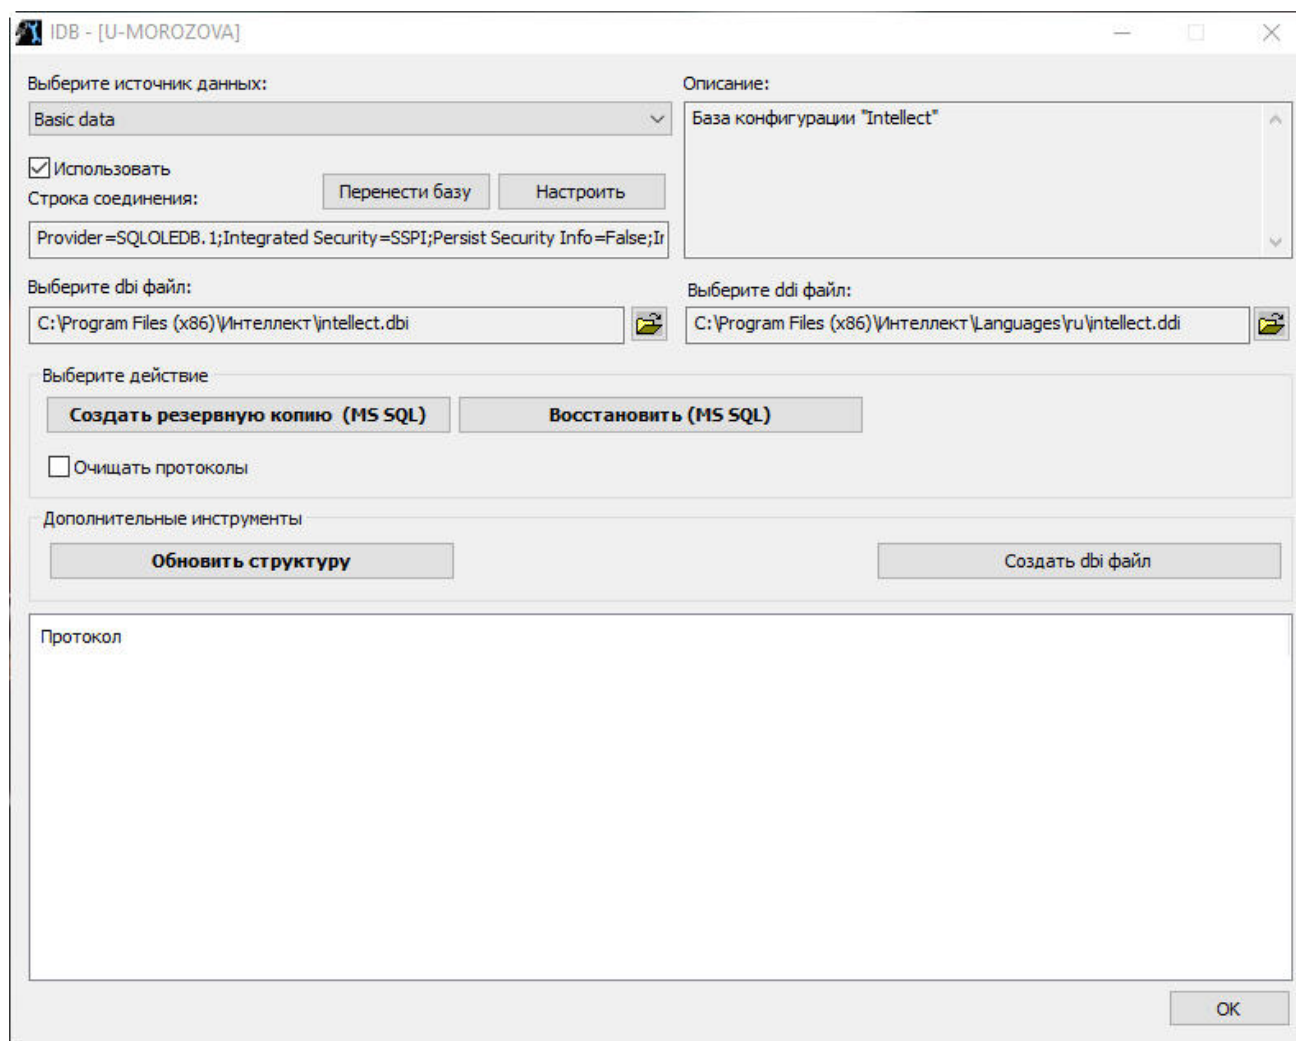 IDB - [U-MOROZOVA]
Выберите источник данных:
Basic data
Описание:
База конфигурации "Intellect"
Использовать
Строка соединения:
Перенести базу
Настроить
Provider=SQLOLEDB.1;Integrated Security=SSPI;Persist Security Info=False;
Выберите dbi файл:
C:\Program Files (x86)\Интеллект\intellect.dbi
Выберите ddi файл:
C:\Program Files (x86)\Интеллект\Languages\ru\intellect.ddi
Выберите действие
Создать резервную копию (MS SQL)
Восстановить (MS SQL)
Очищать протоколы
Дополнительные инструменты
Обновить структуру
Создать dbi файл
Протокол
OK